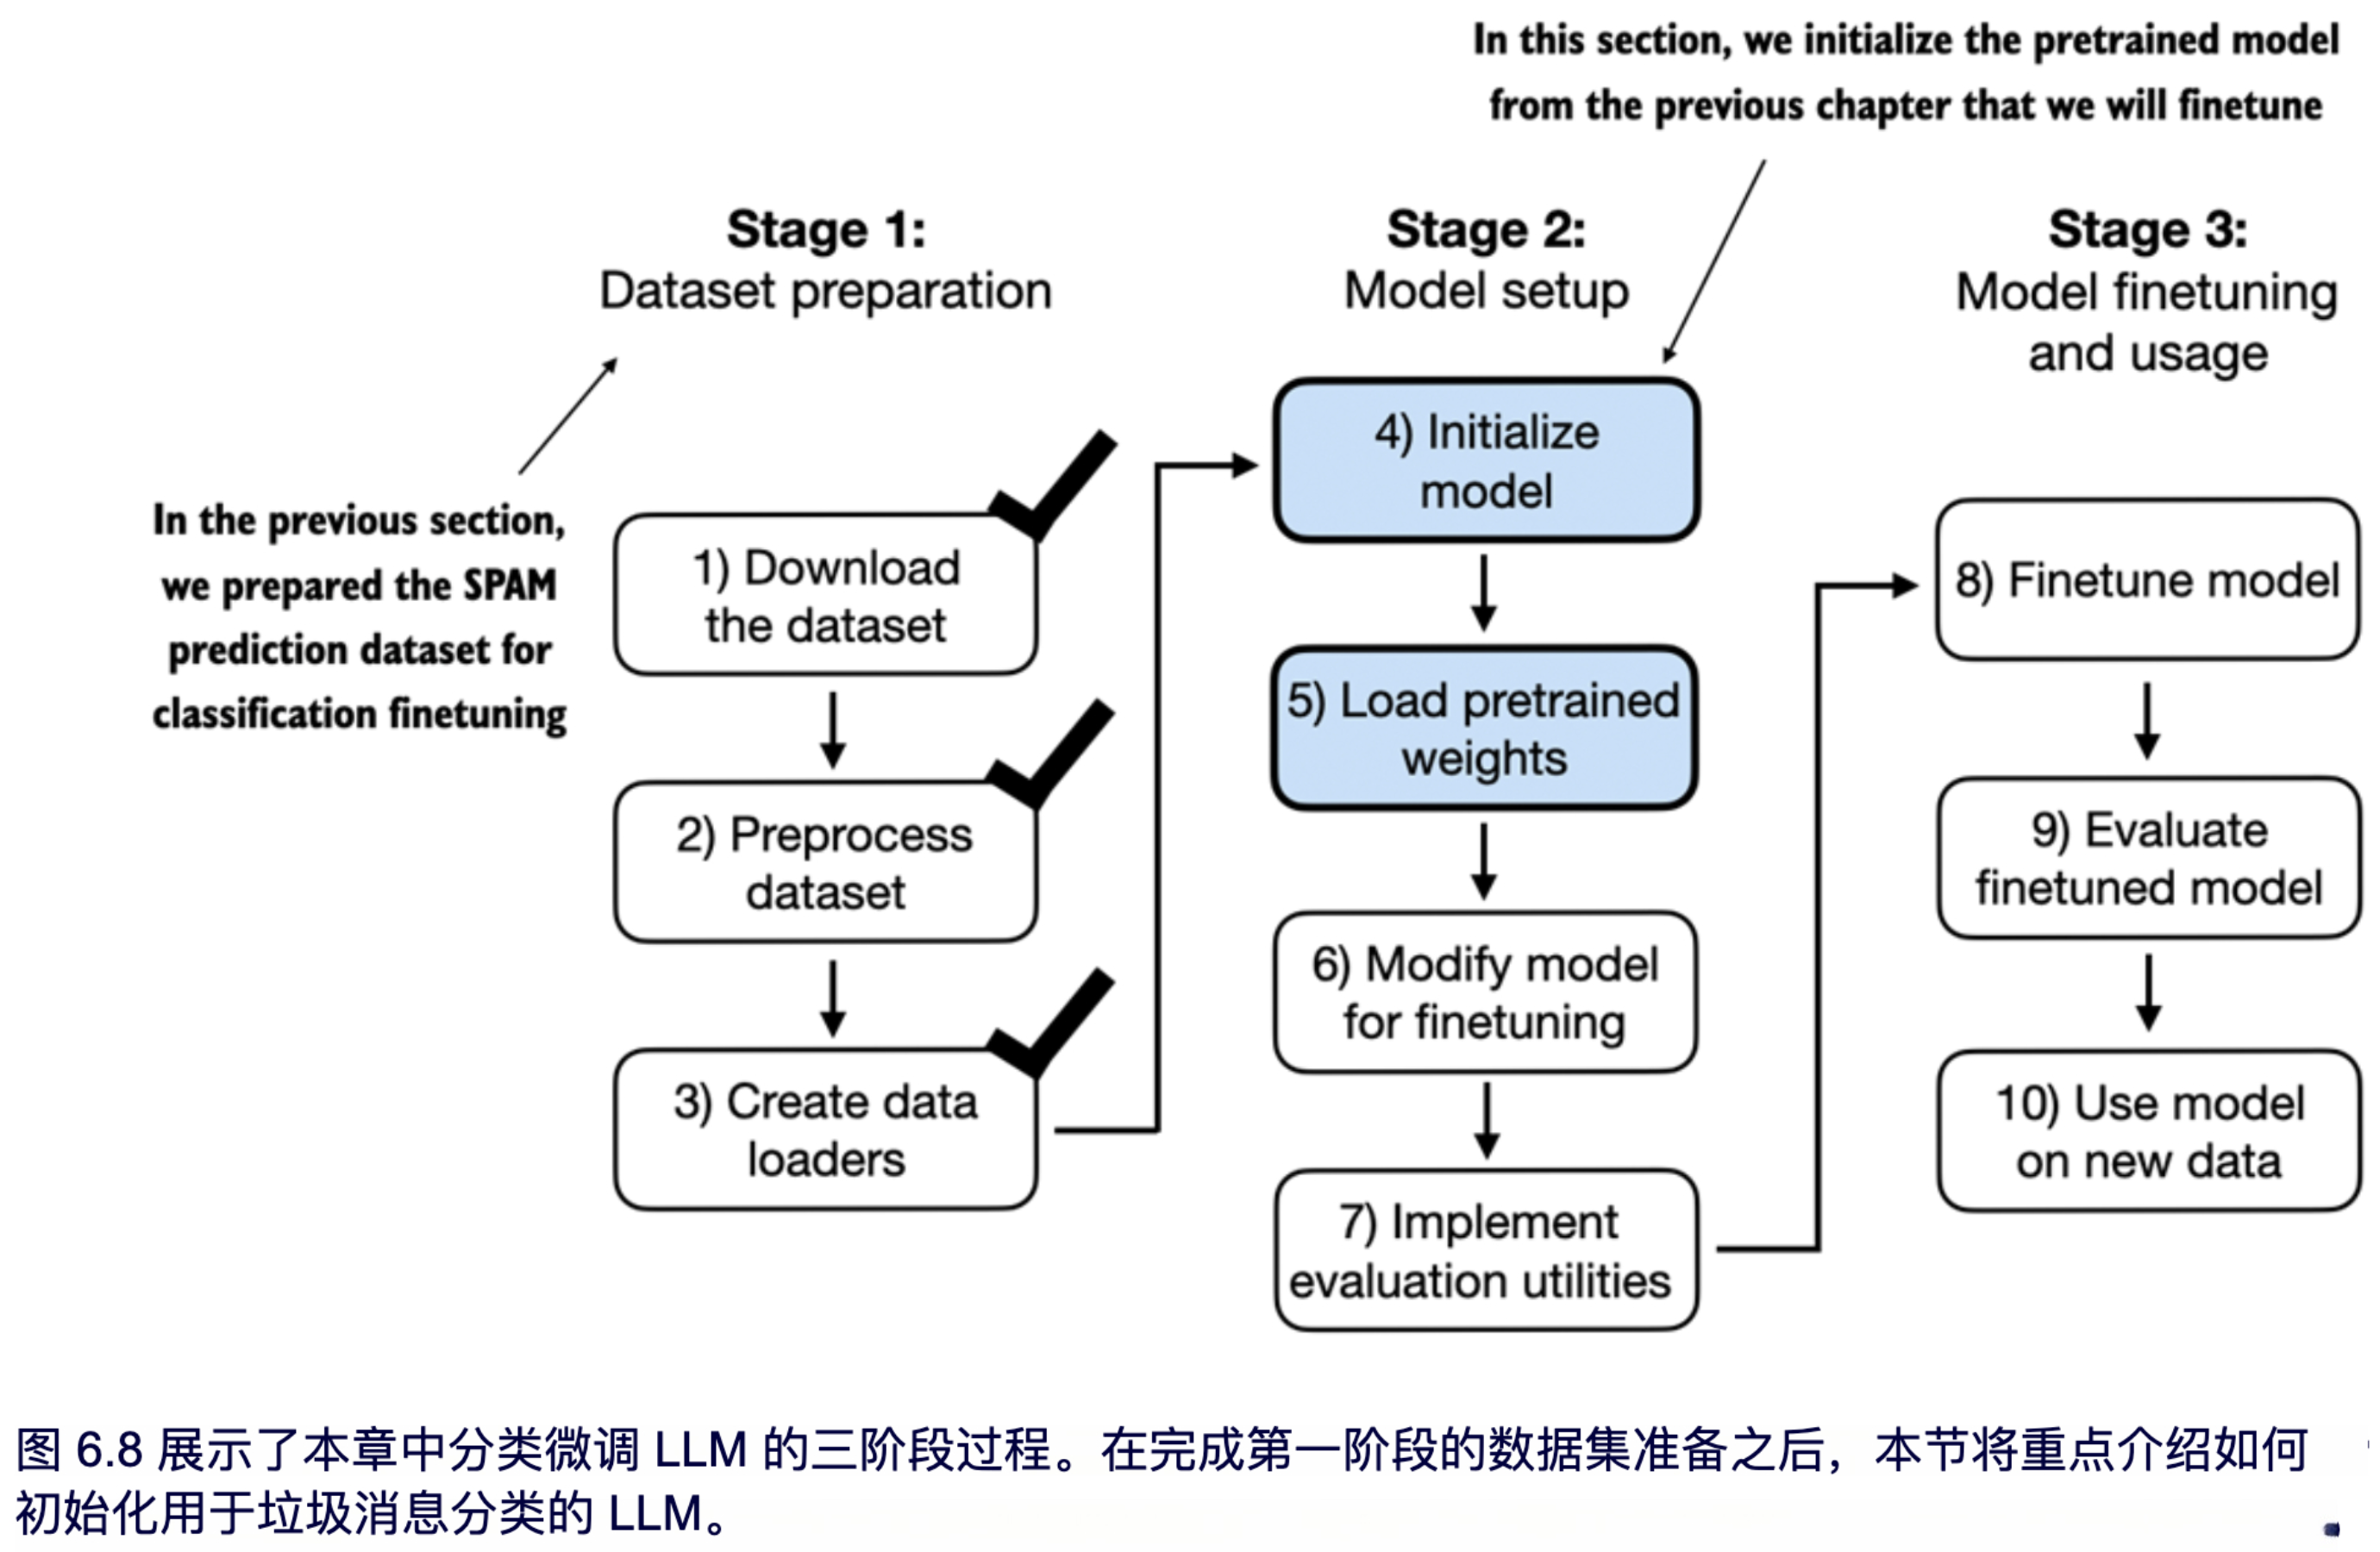 In this section, we initialize the pretrained model
from the previous chapter that we will finetune
Stage 1:
Dataset preparation
Stage 2:
Model setup
Stage 3:
Model finetuning
and usage
In the previous section,
we prepared the SPAM
prediction dataset for
classification finetuning
1) Download
the dataset
2) Preprocess
dataset
3) Create data
loaders
4) Initialize
model
5) Load pretrained
weights
6) Modify model
for finetuning
7) Implement
evaluation utilities
8) Finetune model
9) Evaluate
finetuned model
10) Use model
on new data
图 6.8 展示了本章中分类微调 LLM 的三阶段过程。在完成第一阶段的数据集准备之后，本节将重点介绍如何
初始化用于垃圾消息分类的 LLM。